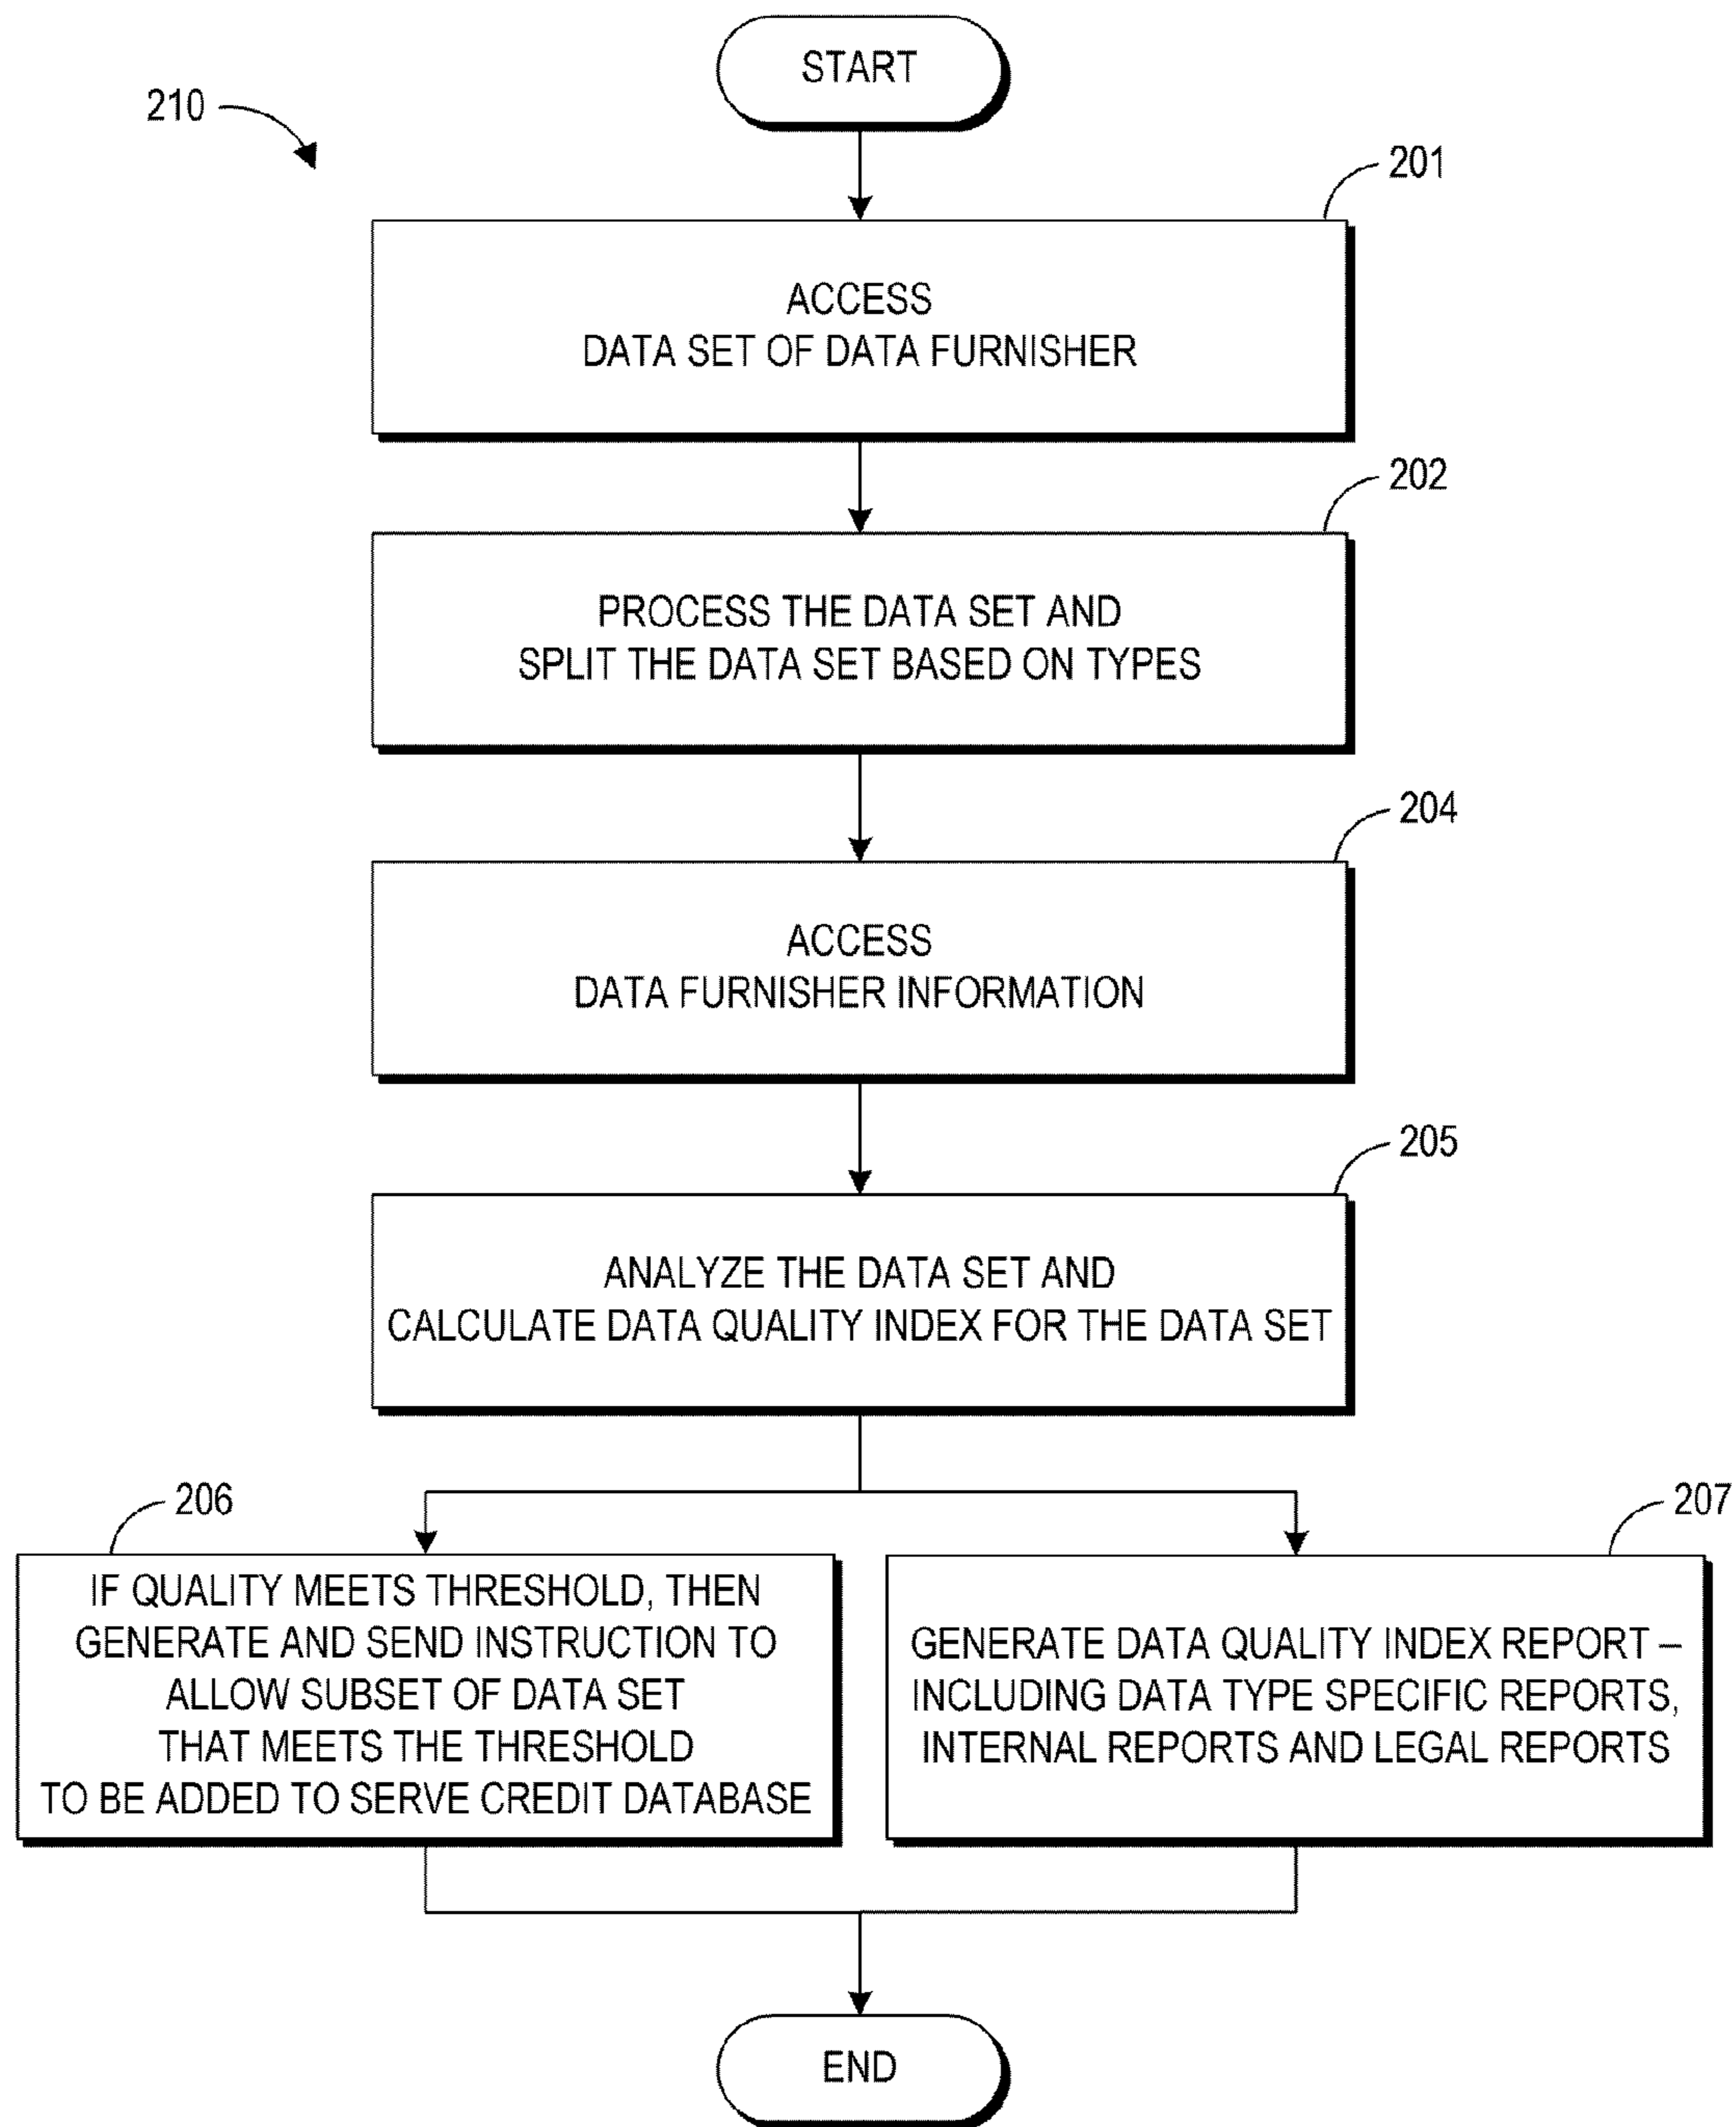 START
210
201
ACCESS
DATA SET OF DATA FURNISHER
202
PROCESS THE DATA SET AND
SPLIT THE DATA SET BASED ON TYPES
204
ACCESS
DATA FURNISHER INFORMATION
205
ANALYZE THE DATA SET AND
CALCULATE DATA QUALITY INDEX FOR THE DATA SET
206
IF QUALITY MEETS THRESHOLD, THEN
GENERATE AND SEND INSTRUCTION TO
ALLOW SUBSET OF DATA SET
THAT MEETS THE THRESHOLD
TO BE ADDED TO SERVE CREDIT DATABASE
207
GENERATE DATA QUALITY INDEX REPORT –
INCLUDING DATA TYPE SPECIFIC REPORTS,
INTERNAL REPORTS AND LEGAL REPORTS
END